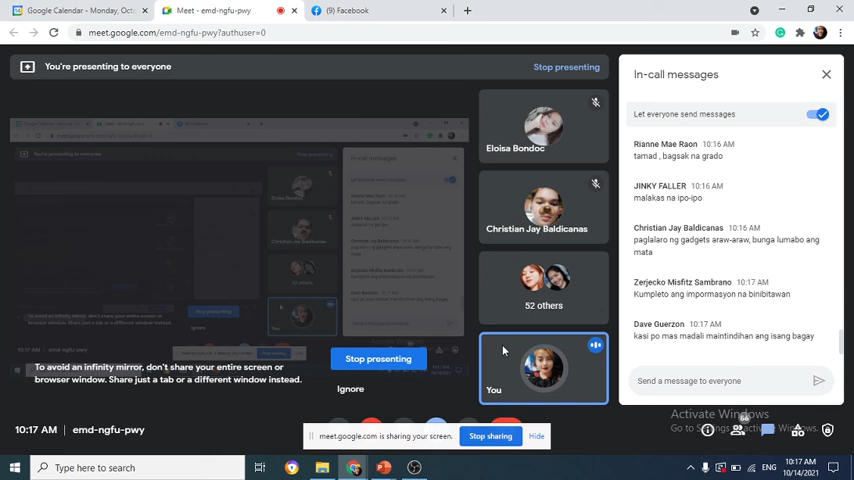 Google Calendar - Monday, Octo
Meet - emd-ngfu-pwy
(9) Facebook
meet.google.com/emd-ngfu-pwy?authuser=0
You're presenting to everyone
Stop presenting
In-call messages
Let everyone send messages
Eloisa Bondoc
Christian Jay Baldicanas
52 others
You
Rianne Mae Raon 10:16 AM
tamad , bagsak na grado
JINKY FALLER 10:16 AM
malakas na ipo-ipo
Christian Jay Baldicanas 10:16 AM
paglalaro ng gadgets araw-araw, bunga lumabo ang
mata
Zerjecko Misfitz Sambrano 10:17 AM
Kumpleto ang impormasyon na binibitawan
Dave Guerzon 10:17 AM
kasi po mas madali maintindihan ang isang bagay
Send a message to everyone
To avoid an infinity mirror, don't share your entire screen or
browser window. Share just a tab or a different window instead.
Stop presenting
Ignore
Activate Windows
Go to Settings to activate Windows.
10:17 AM
emd-ngfu-pwy
meet.google.com is sharing your screen.
Stop sharing
Hide
Type here to search
ENG
10:17 AM
10/14/2021